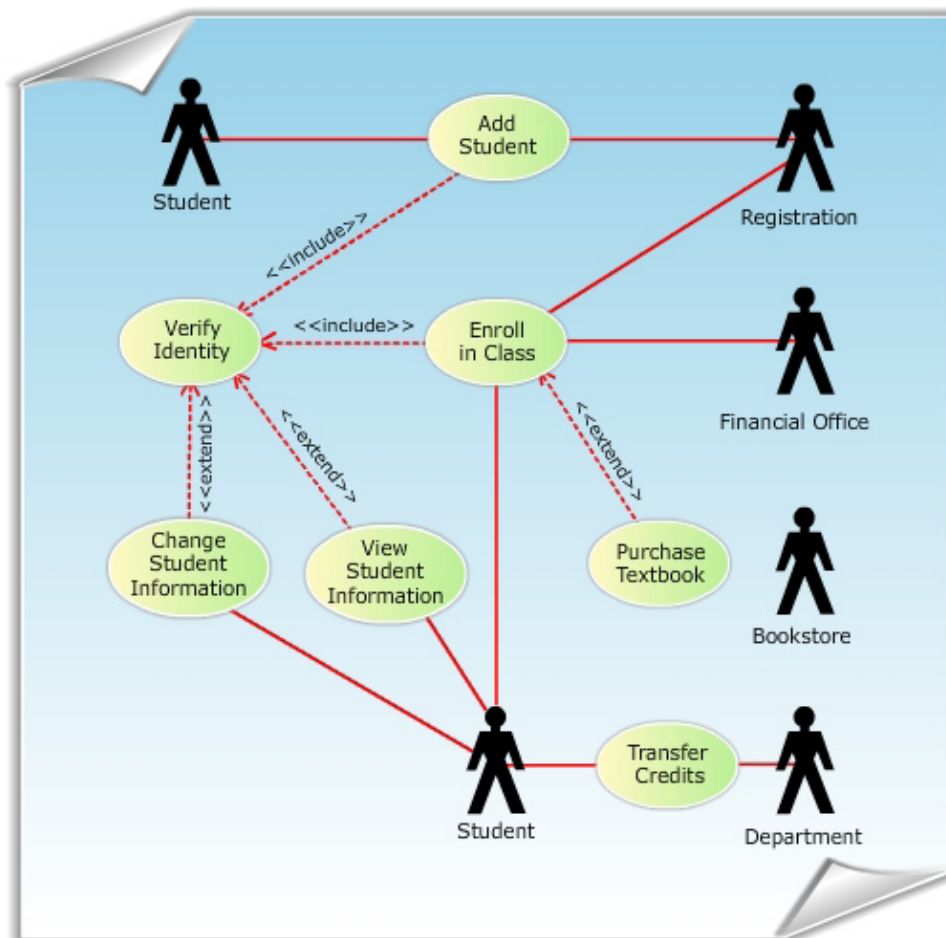 Add
Student
Student
Registration
<<include>>
Verify
Identity
<<include>>
Enroll
in Class
Financial Office
<<extend>>
<<extend>>
<<extend>>
Change
Student
Information
View
Student
Information
Purchase
Textbook
Bookstore
Transfer
Credits
Student
Department